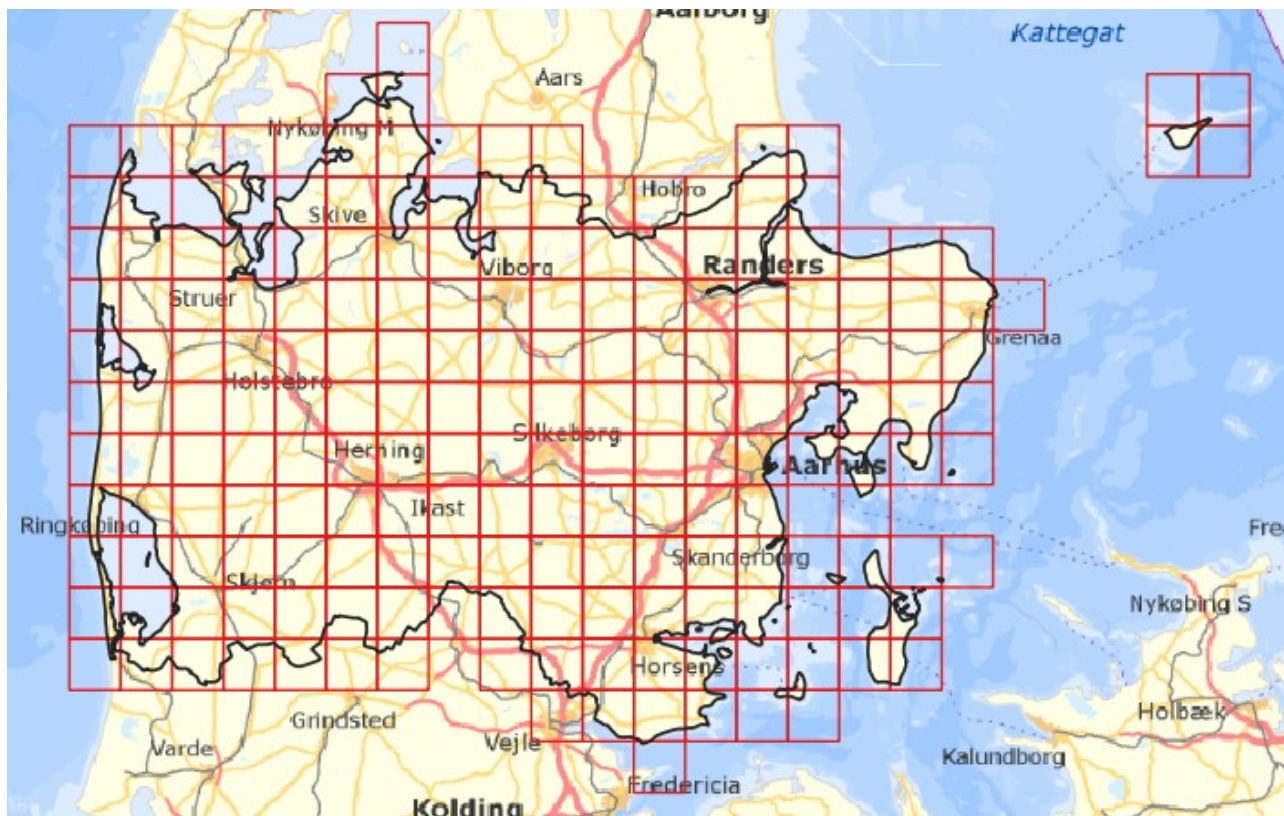 Aalborg
Kattegat
Aars
Nykøbing M
Hobro
Skive
Randers
Viborg
Struer
Grenaa
Holstebro
Silkeborg
Herning
Aarhus
Ikast
Ringkøbing
Fre
Skanderborg
Skjern
Nykøbing S
Horsens
Holbæk
Grindsted
Vejle
Varde
Kalundborg
Fredericia
Kolding